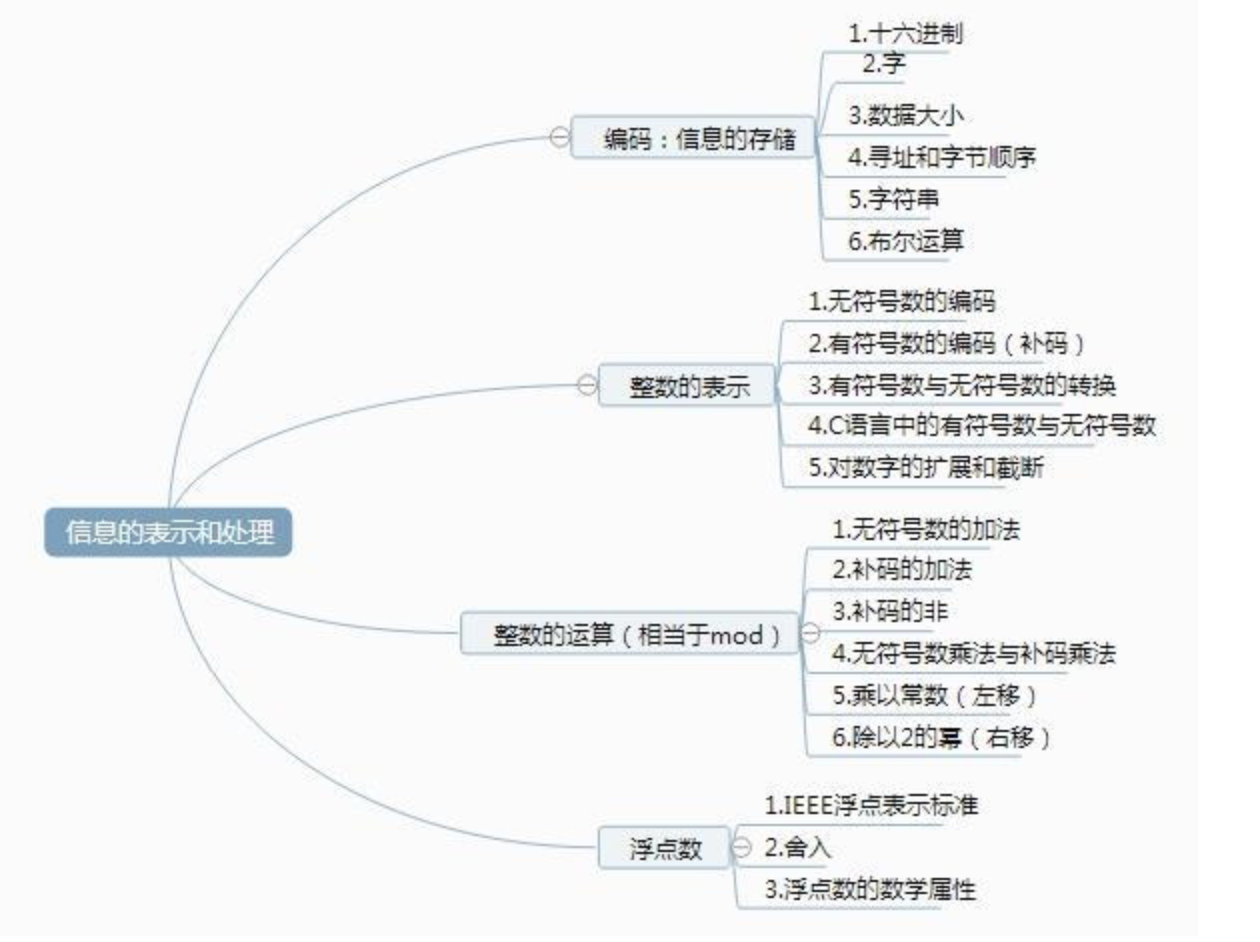 信息的表示和处理
编码：信息的存储
1.十六进制
2.字
3.数据大小
4.寻址和字节顺序
5.字符串
6.布尔运算
整数的表示
1.无符号数的编码
2.有符号数的编码（补码）
3.有符号数与无符号数的转换
4.C语言中的有符号数与无符号数
5.对数字的扩展和截断
整数的运算（相当于mod）
1.无符号数的加法
2.补码的加法
3.补码的非
4.无符号数乘法与补码乘法
5.乘以常数（左移）
6.除以2的幂（右移）
浮点数
1.IEEE浮点表示标准
2.舍入
3.浮点数的数学属性